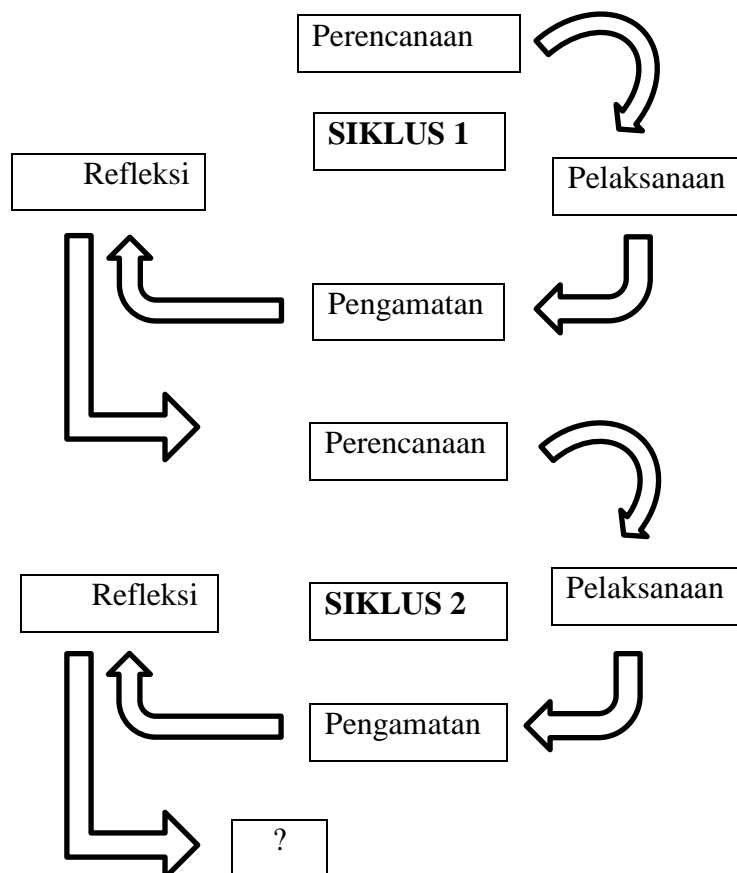 Perencanaan
SIKLUS 1
Refleksi
Pelaksanaan
Pengamatan
Perencanaan
Refleksi
SIKLUS 2
Pelaksanaan
Pengamatan
?